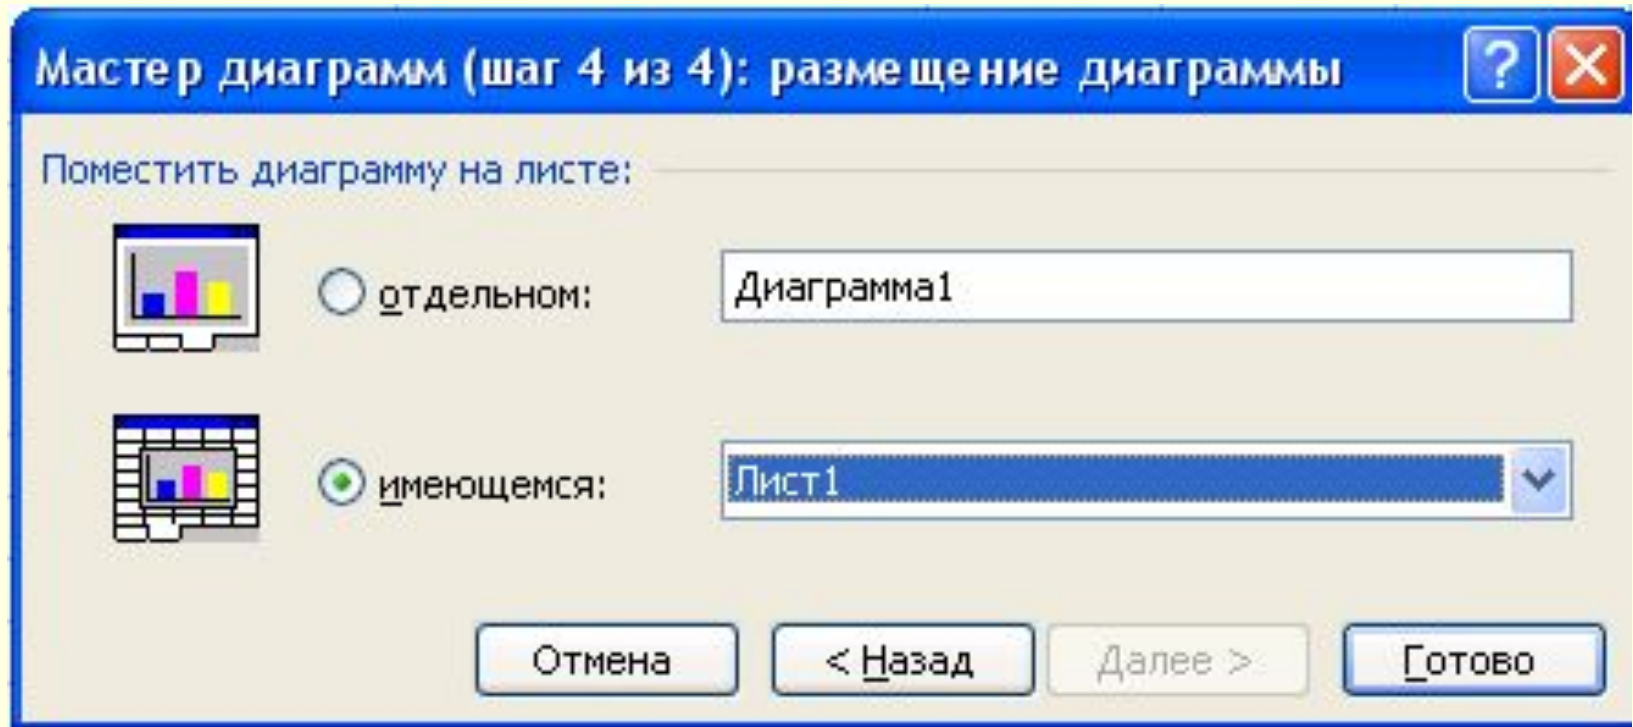 Мастер диаграмм (шаг 4 из 4): размещение диаграммы
Поместить диаграмму на листе:
отдельном: Диаграмма1
имеющемся: Лист1
Отмена < Назад Далее > Готово